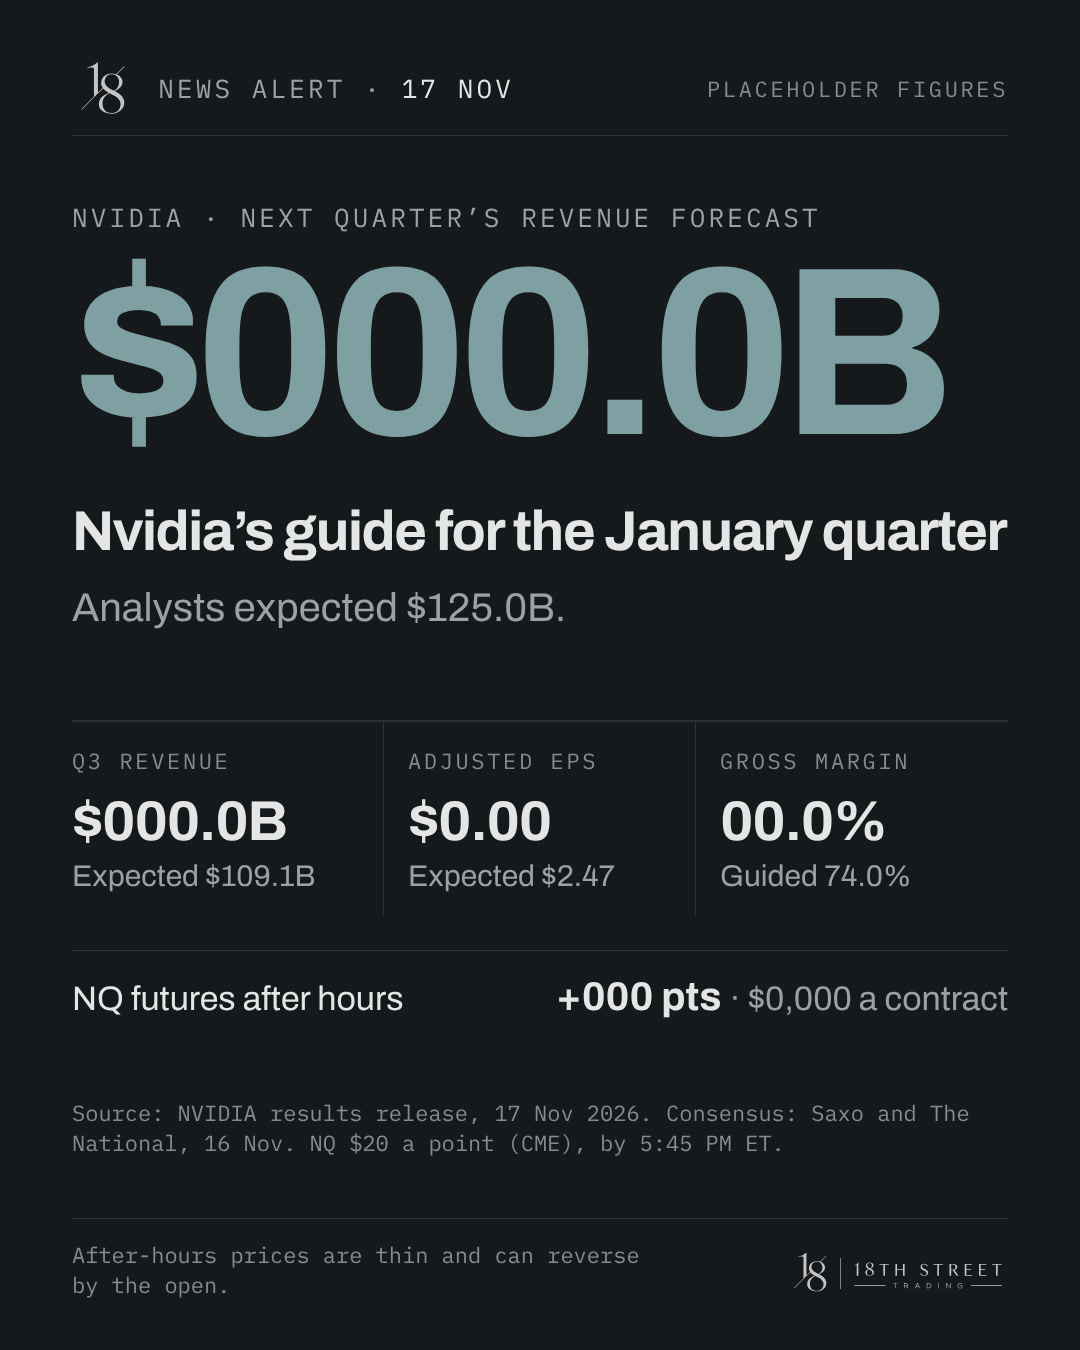 18 NEWS ALERT · 17 NOV PLACEHOLDER FIGURES
NVIDIA · NEXT QUARTER’S REVENUE FORECAST
$000.0B
Nvidia’s guide for the January quarter
Analysts expected $125.0B.
Q3 REVENUE
$000.0B
Expected $109.1B
ADJUSTED EPS
$0.00
Expected $2.47
GROSS MARGIN
00.0%
Guided 74.0%
NQ futures after hours +000 pts · $0,000 a contract
Source: NVIDIA results release, 17 Nov 2026. Consensus: Saxo and The
National, 16 Nov. NQ $20 a point (CME), by 5:45 PM ET.
After-hours prices are thin and can reverse
by the open.
18 18TH STREET
TRADING